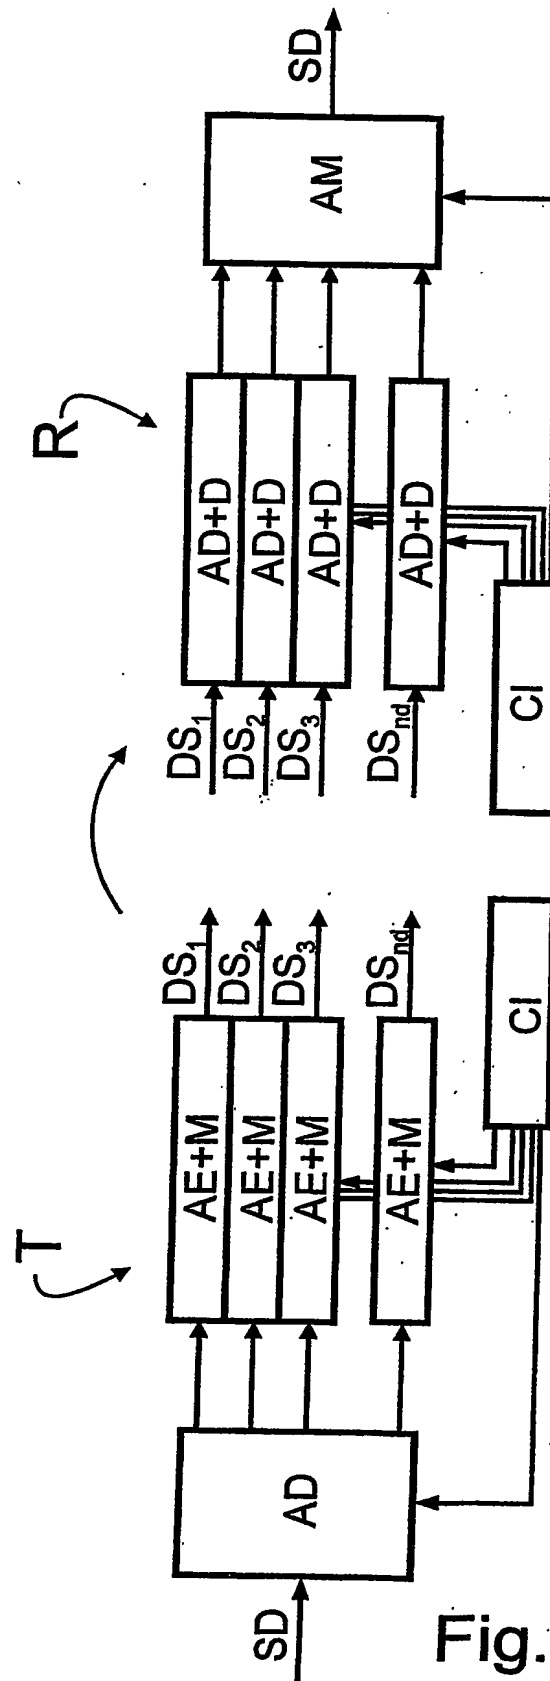 SD
AM
R
AD+D
AD+D
AD+D
AD+D
DS1
DS2
DS3
DSnd
CI
DS1
DS2
DS3
DSnd
CI
T
AE+M
AE+M
AE+M
AE+M
AD
SD
Fig.